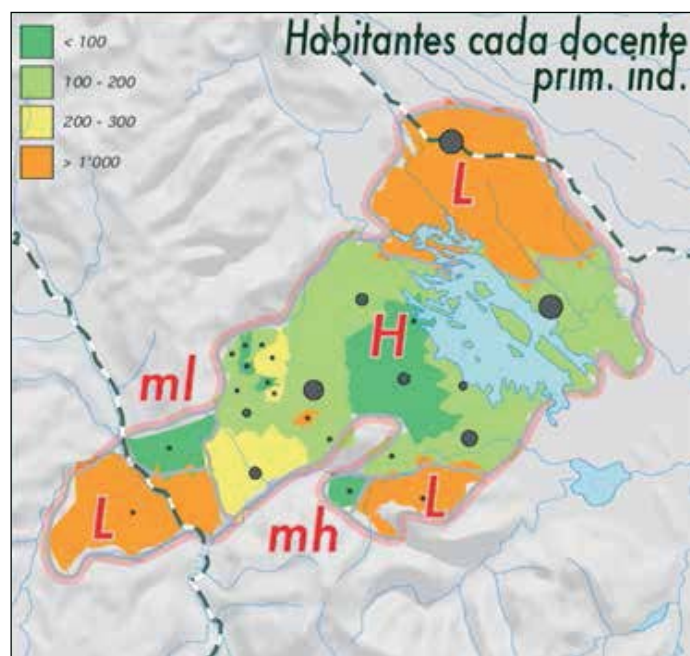 Habitantes cada docente
prim. ind.
< 100
100 - 200
200 - 300
> 1'000
L
H
ml
L
L
mh